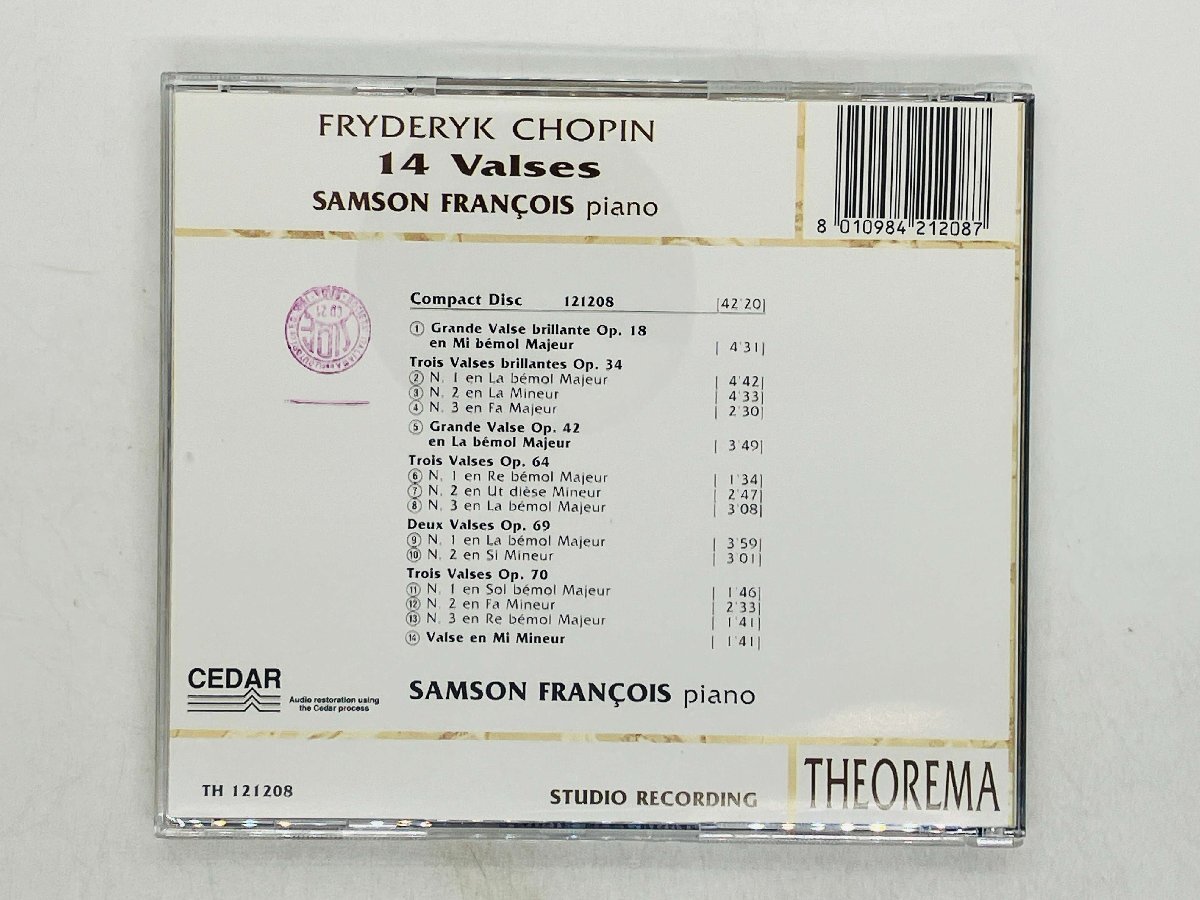 FRYDERYK CHOPIN
14 Valses
SAMSON FRANÇOIS piano
8 010984 212087
Compact Disc 121208 [42'20]
1 Grande Valse brillante Op. 18
en Mi bémol Majeur [ 4'31]
Trois Valses brillantes Op. 34
2 N. 1 en La bémol Majeur [ 4'42]
3 N. 2 en La Mineur [ 4'33]
4 N. 3 en Fa Majeur [ 2'30]
5 Grande Valse Op. 42
en La bémol Majeur [ 3'49]
Trois Valses Op. 64
6 N. 1 en Re bémol Majeur [ 1'34]
7 N. 2 en Ut dièse Mineur [ 2'47]
8 N. 3 en La bémol Majeur [ 3'08]
Deux Valses Op. 69
9 N. 1 en La bémol Majeur [ 3'59]
10 N. 2 en Si Mineur [ 3'01]
Trois Valses Op. 70
11 N. 1 en Sol bémol Majeur [ 1'46]
12 N. 2 en Fa Mineur [ 2'33]
13 N. 3 en Re bémol Majeur [ 1'41]
14 Valse en Mi Mineur [ 1'41]
CEDAR
Audio restoration using
the Cedar process
SAMSON FRANÇOIS piano
TH 121208
STUDIO RECORDING
THEOREMA